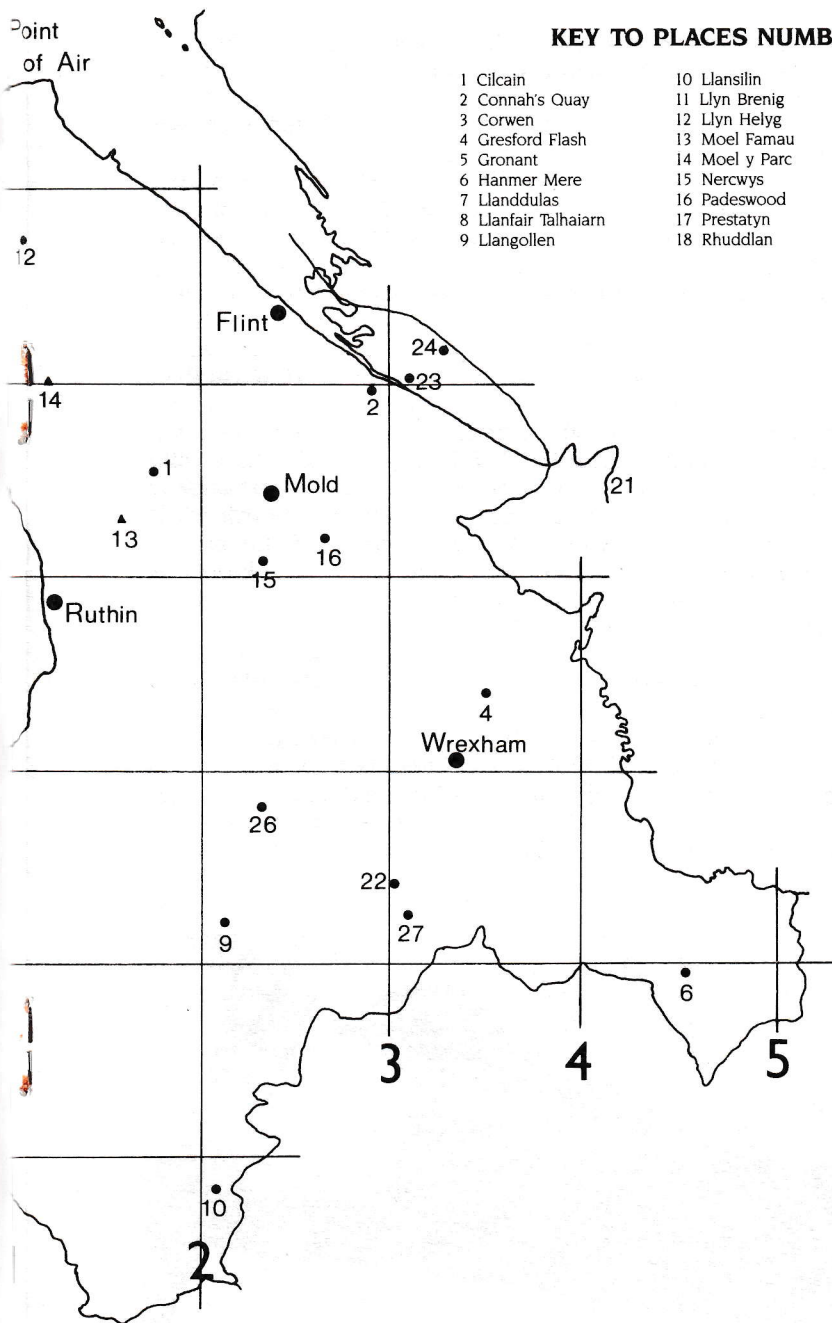 Point
of Air
KEY TO PLACES NUMB
1 Cilcain
2 Connah's Quay
3 Corwen
4 Gresford Flash
5 Gronant
6 Hanmer Mere
7 Llanddulas
8 Llanfair Talhaiarn
9 Llangollen
10 Llansilin
11 Llyn Brenig
12 Llyn Helyg
13 Moel Famau
14 Moel y Parc
15 Nercwys
16 Padeswood
17 Prestatyn
18 Rhuddlan
12
Flint
24
23
14
2
1
Mold
21
13
16
15
Ruthin
4
Wrexham
26
22
9
27
6
3
4
5
10
2